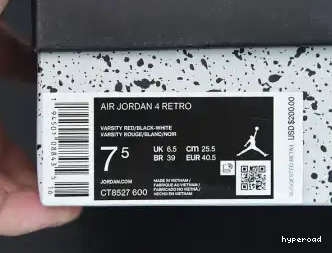 AIR JORDAN 4 RETRO
VARSITY RED/BLACK-WHITE
VARSITY ROUGE/BLANC/NOIR
7 5
UK 6.5 cm 25.5
BR 39 EUR 40.5
JORDAN.COM
CT8527 600
MADE IN VIETNAM /
FABRIQUE AU VIETNAM /
FABRICADO NO VIETNÃ /
HECHO EN VIETNAM
SUGGESTED RETAIL USD $200.00
hyperoad